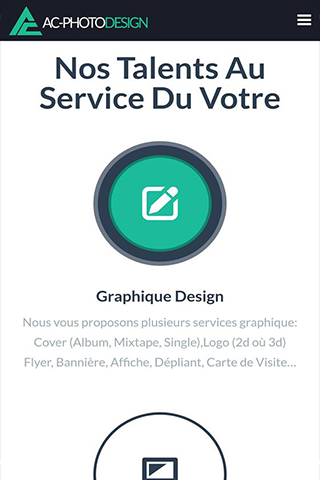 AC-PHOTODESIGN
Nos Talents Au
Service Du Votre
Graphique Design
Nous vous proposons plusieurs services graphique:
Cover (Album, Mixtape, Single),Logo (2d où 3d)
Flyer, Bannière, Affiche, Dépliant, Carte de Visite...